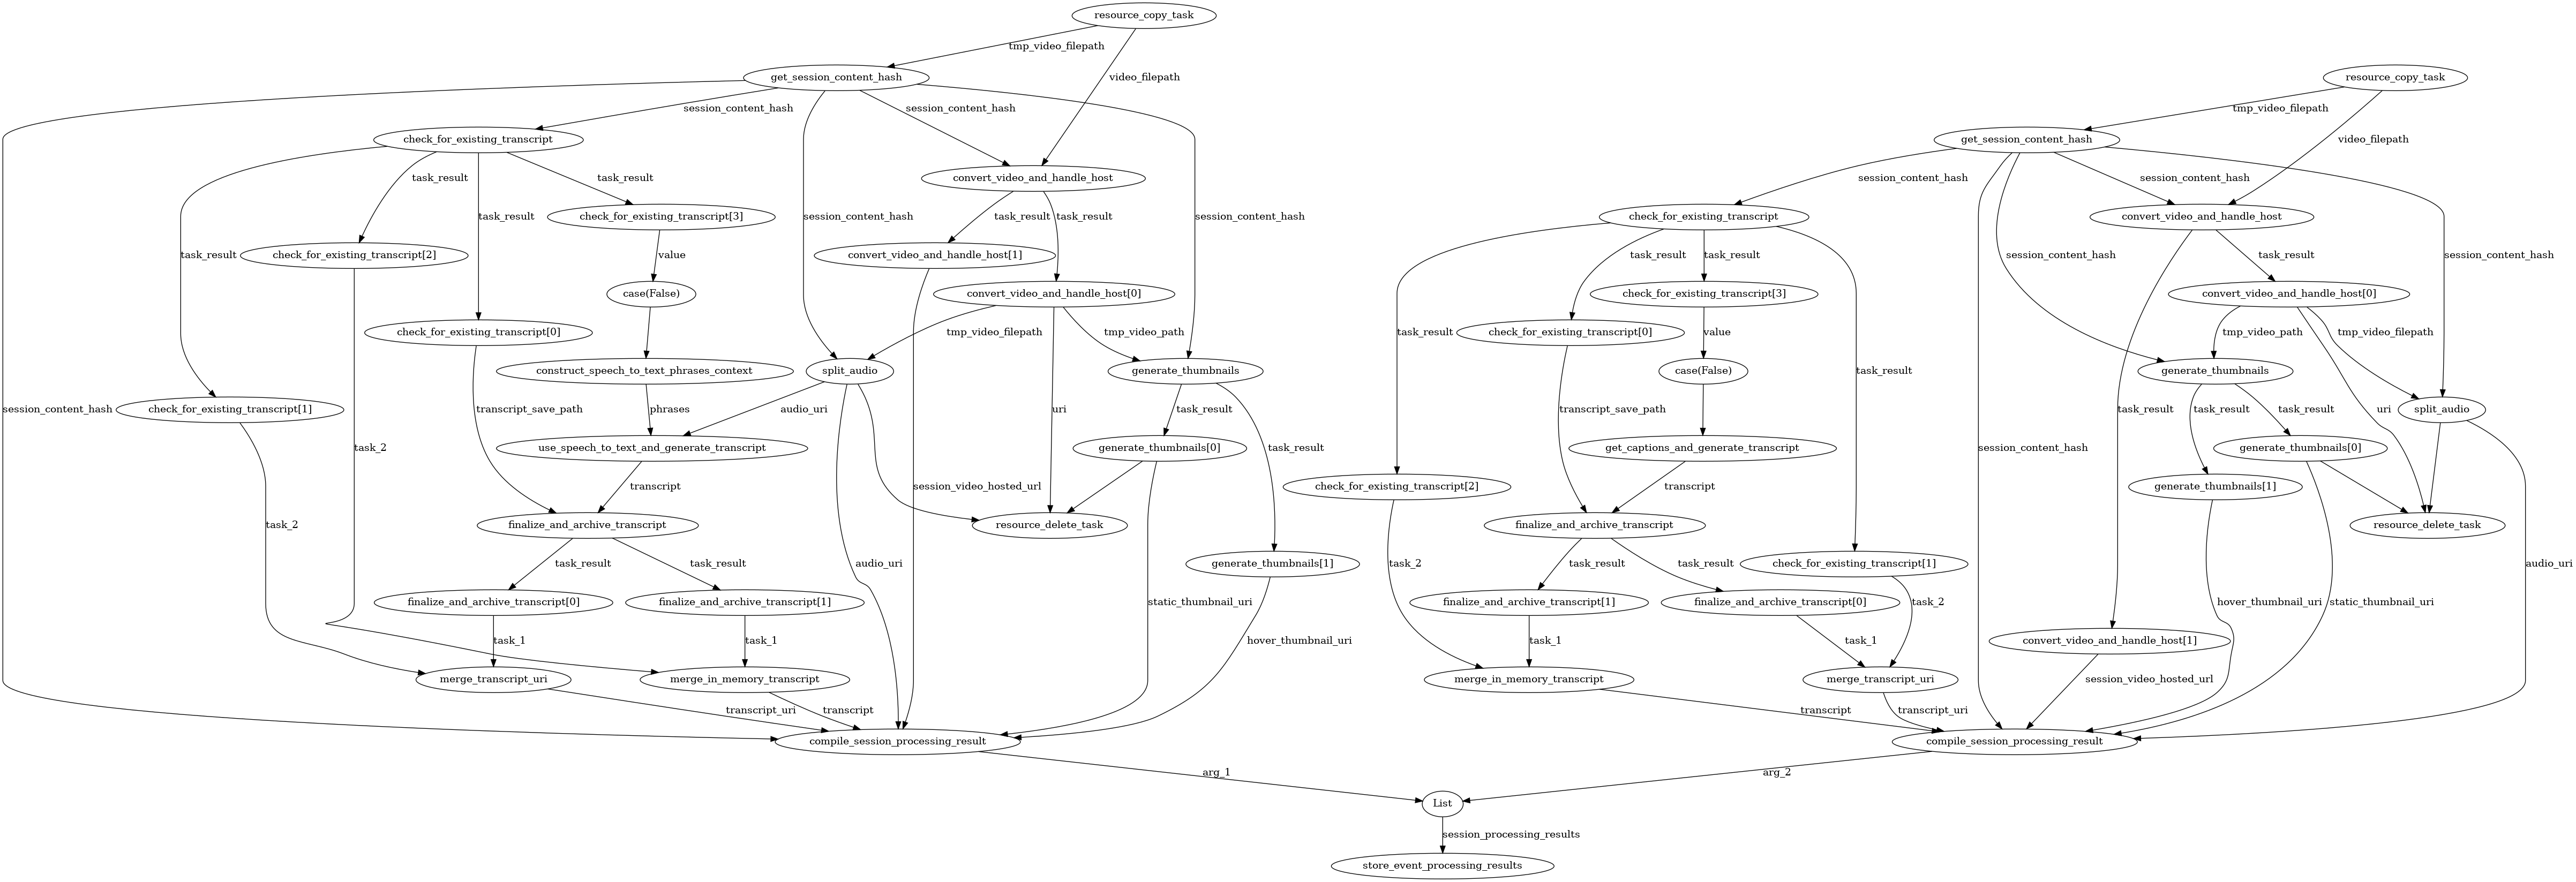 resource_copy_task
tmp_video_filepath
get_session_content_hash
video_filepath
resource_copy_task
session_content_hash
session_content_hash
tmp_video_filepath
check_for_existing_transcript
get_session_content_hash
video_filepath
task_result
task_result
convert_video_and_handle_host
session_content_hash
session_content_hash
task_result
check_for_existing_transcript[3]
session_content_hash
task_result
task_result
session_content_hash
check_for_existing_transcript
convert_video_and_handle_host
task_result
check_for_existing_transcript[2]
value
convert_video_and_handle_host[1]
task_result
task_result
session_content_hash
task_result
session_content_hash
case(False)
convert_video_and_handle_host[0]
check_for_existing_transcript[3]
convert_video_and_handle_host[0]
check_for_existing_transcript[0]
tmp_video_filepath
tmp_video_path
task_result
check_for_existing_transcript[0]
value
tmp_video_path
tmp_video_filepath
construct_speech_to_text_phrases_context
split_audio
generate_thumbnails
case(False)
task_result
generate_thumbnails
session_content_hash
check_for_existing_transcript[1]
transcript_save_path
phrases
audio_uri
uri
task_result
transcript_save_path
task_result
task_result
task_result
uri
split_audio
task_2
use_speech_to_text_and_generate_transcript
generate_thumbnails[0]
task_result
get_captions_and_generate_transcript
session_content_hash
generate_thumbnails[0]
transcript
session_video_hosted_url
check_for_existing_transcript[2]
transcript
generate_thumbnails[1]
task_2
finalize_and_archive_transcript
resource_delete_task
finalize_and_archive_transcript
resource_delete_task
task_result
task_result
audio_uri
generate_thumbnails[1]
task_2
task_result
task_result
check_for_existing_transcript[1]
audio_uri
finalize_and_archive_transcript[0]
finalize_and_archive_transcript[1]
static_thumbnail_uri
finalize_and_archive_transcript[1]
finalize_and_archive_transcript[0]
task_2
hover_thumbnail_uri
static_thumbnail_uri
task_1
task_1
hover_thumbnail_uri
task_1
task_1
convert_video_and_handle_host[1]
merge_transcript_uri
merge_in_memory_transcript
merge_in_memory_transcript
merge_transcript_uri
session_video_hosted_url
transcript_uri
transcript
transcript
transcript_uri
compile_session_processing_result
compile_session_processing_result
arg_1
arg_2
List
session_processing_results
store_event_processing_results